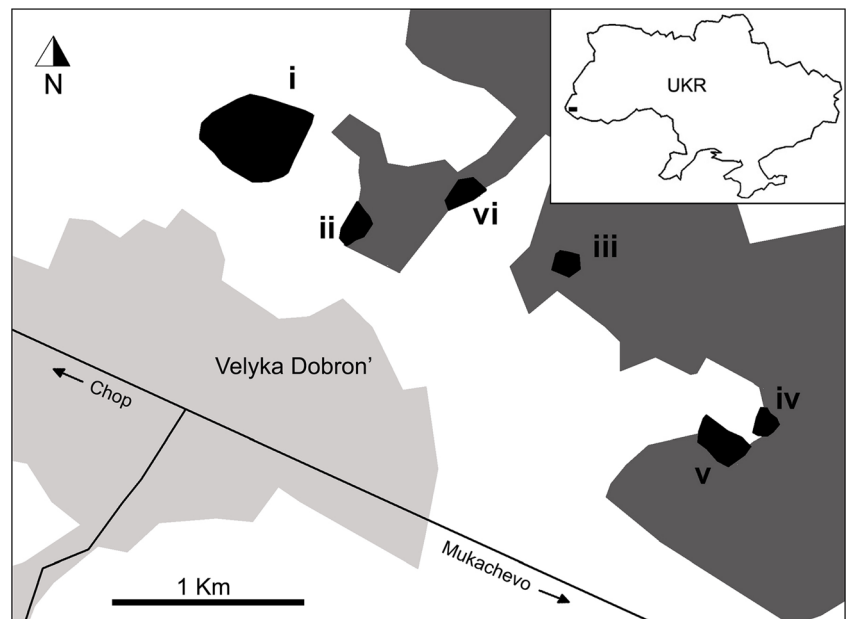 N
i
UKR
ii
vi
iii
Velyka Dobron’
Chop
iv
v
Mukachevo
1 Km